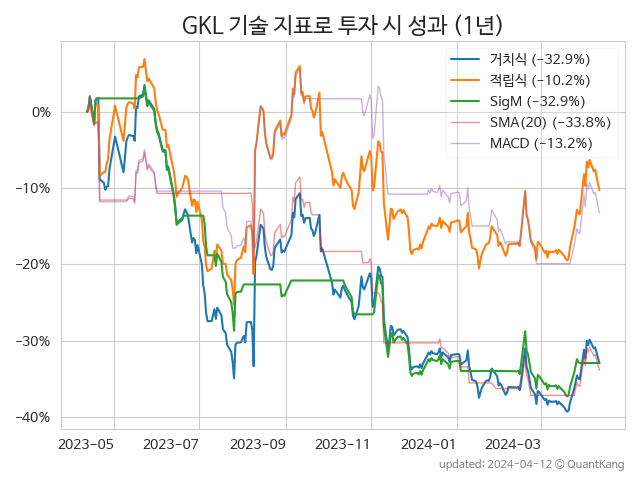 GKL 기술 지표로 투자 시 성과 (1년)
거치식 (−32.9%)
적립식 (−10.2%)
SigM (−32.9%)
SMA(20) (−33.8%)
MACD (−13.2%)
0%
−10%
−20%
−30%
−40%
2023-05 2023-07 2023-09 2023-11 2024-01 2024-03
updated: 2024-04-12 © QuantKang